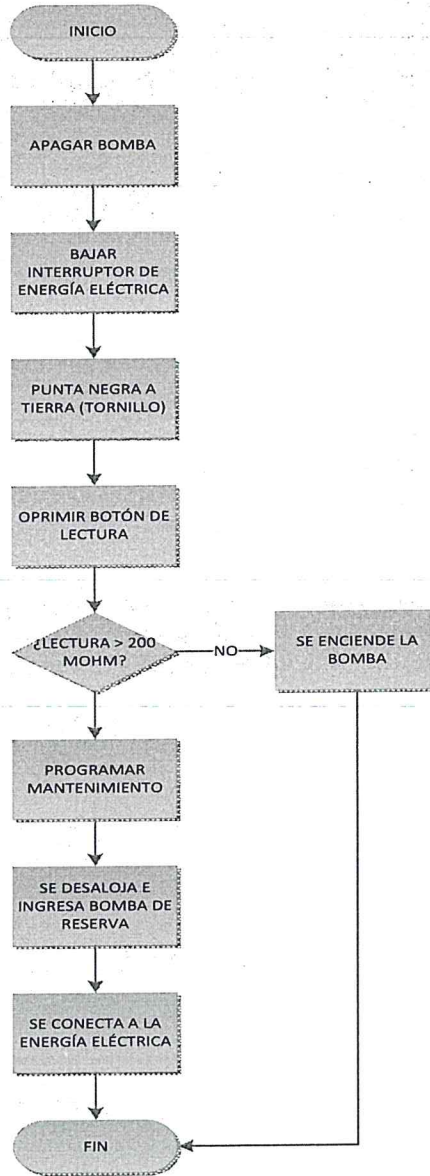 INICIO
APAGAR BOMBA
BAJAR
INTERRUPTOR DE
ENERGÍA ELÉCTRICA
PUNTA NEGRA A
TIERRA (TORNILLO)
OPRIMIR BOTÓN DE
LECTURA
¿LECTURA > 200
MOHM?
NO
SE ENCIENDE LA
BOMBA
PROGRAMAR
MANTENIMIENTO
SE DESALOJA E
INGRESA BOMBA DE
RESERVA
SE CONECTA A LA
ENERGÍA ELÉCTRICA
FIN